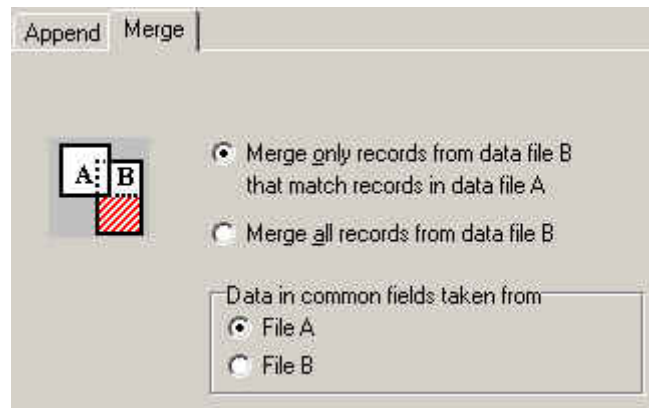 Append Merge
A B
Merge only records from data file B
that match records in data file A
Merge all records from data file B
Data in common fields taken from
File A
File B